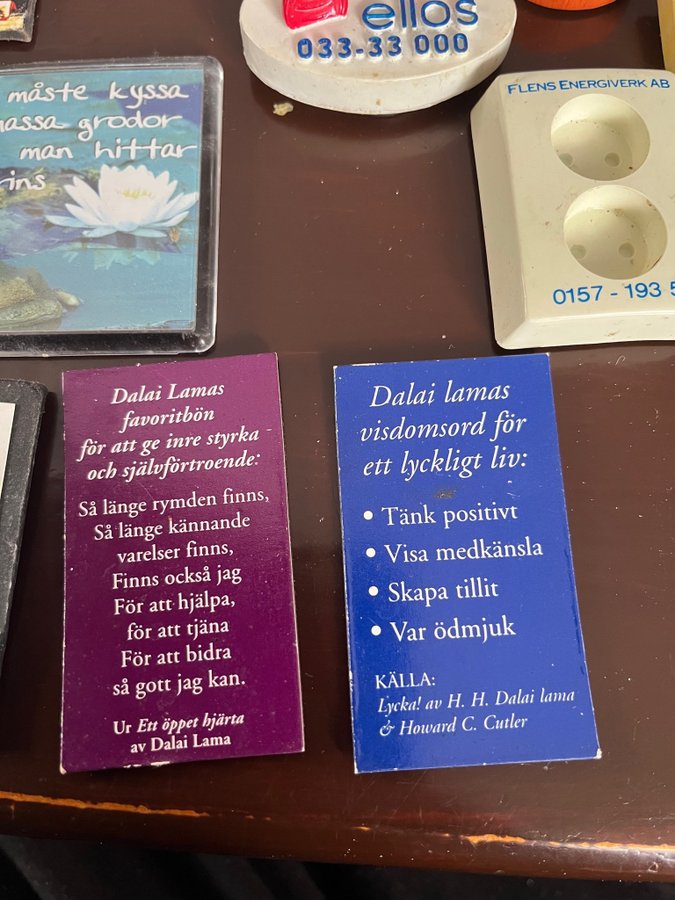 ellos
033-33 000
FLENS ENERGIVERK AB
0157 - 193
måste kyssa
massa grodor
man hittar
Dalai Lamas
favoritbön
för att ge inre styrka
och självförtroende:
Så länge rymden finns,
Så länge kännande
varelser finns,
Finns också jag
För att hjälpa,
för att tjäna
För att bidra
så gott jag kan.
Ur Ett öppet hjärta
av Dalai Lama
Dalai lamas
visdomsord för
ett lyckligt liv:
• Tänk positivt
• Visa medkänsla
• Skapa tillit
• Var ödmjuk
KÄLLA:
Lycka! av H. H. Dalai lama
& Howard C. Cutler